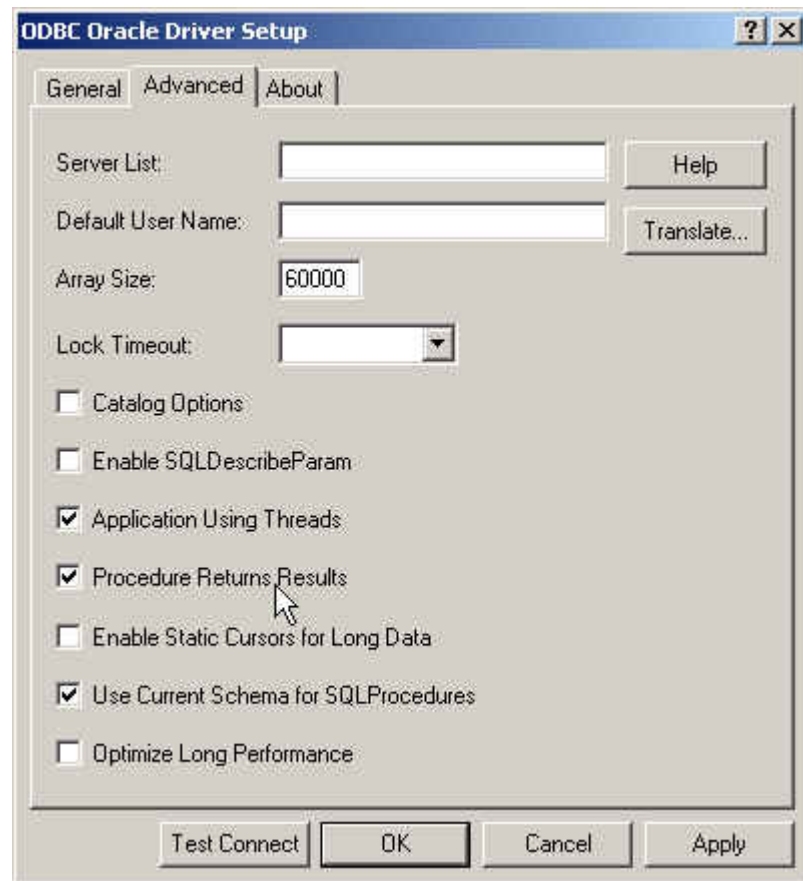 ODBC Oracle Driver Setup
General Advanced About
Server List:
Help
Default User Name:
Translate...
Array Size: 60000
Lock Timeout:
Catalog Options
Enable SQLDescribeParam
Application Using Threads
Procedure Returns Results
Enable Static Cursors for Long Data
Use Current Schema for SQLProcedures
Optimize Long Performance
Test Connect OK Cancel Apply